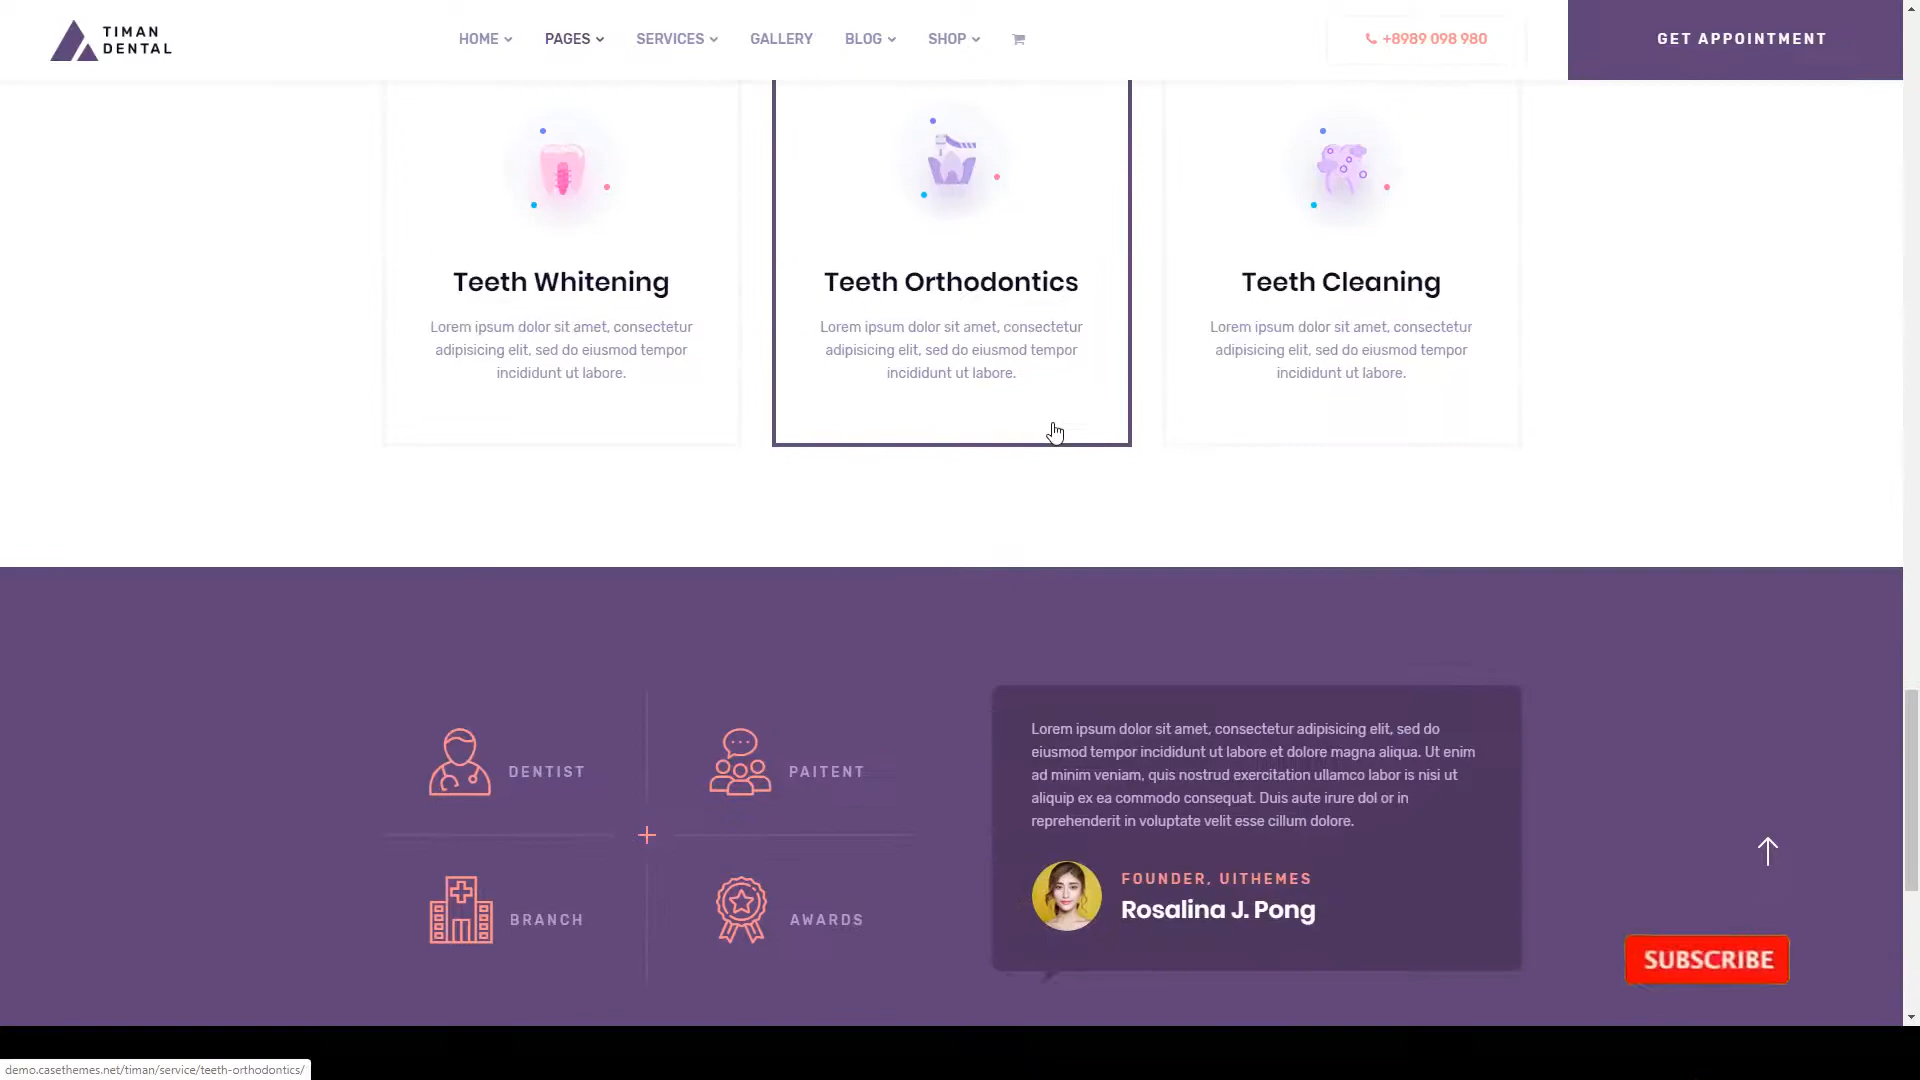 TIMAN
DENTAL
HOME
PAGES
SERVICES
GALLERY
BLOG
SHOP
+8989 098 980
GET APPOINTMENT
Teeth Whitening
Lorem ipsum dolor sit amet, consectetur
adipisicing elit, sed do eiusmod tempor
incididunt ut labore.
Teeth Orthodontics
Lorem ipsum dolor sit amet, consectetur
adipisicing elit, sed do eiusmod tempor
incididunt ut labore.
Teeth Cleaning
Lorem ipsum dolor sit amet, consectetur
adipisicing elit, sed do eiusmod tempor
incididunt ut labore.
DENTIST
PAITENT
BRANCH
AWARDS
Lorem ipsum dolor sit amet, consectetur adipisicing elit, sed do
eiusmod tempor incididunt ut labore et dolore magna aliqua. Ut enim
ad minim veniam, quis nostrud exercitation ullamco labor is nisi ut
aliquip ex ea commodo consequat. Duis aute irure dol or in
reprehenderit in voluptate velit esse cillum dolore.
FOUNDER, UITHEMES
Rosalina J. Pong
SUBSCRIBE
demo.casethemes.net/timan/service/teeth-orthodontics/